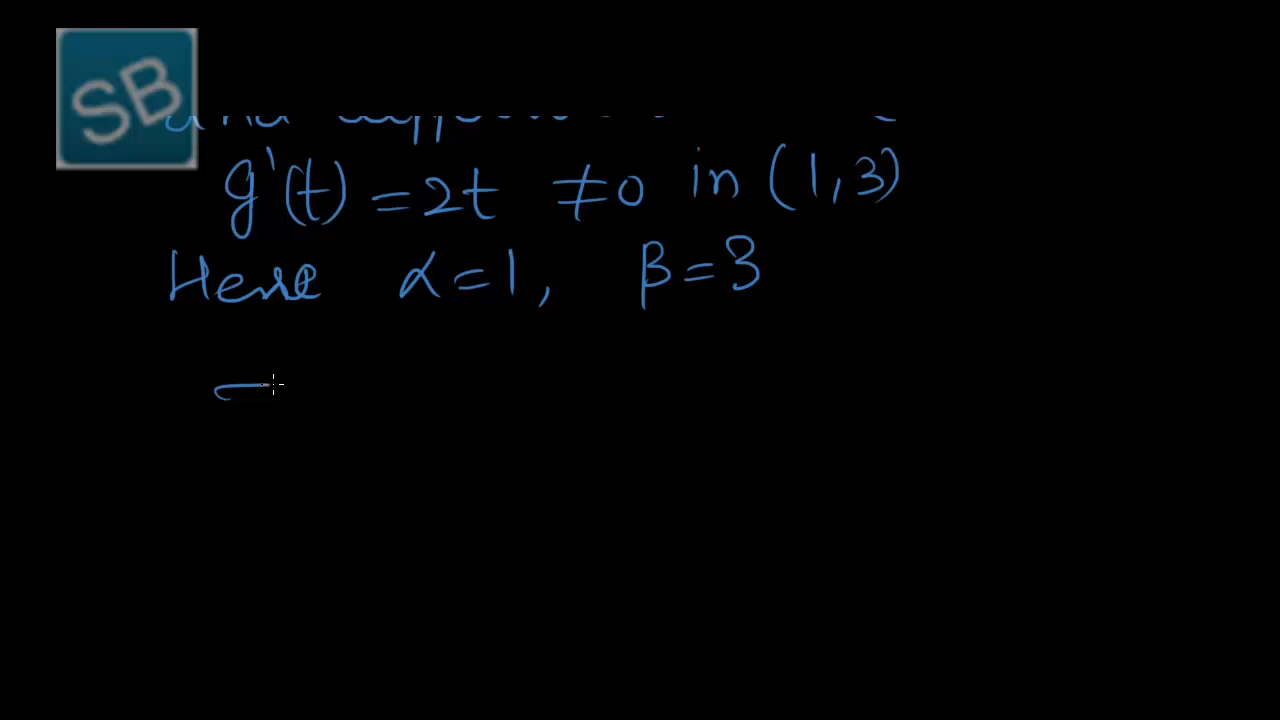 SB
g'(t) = 2t ≠0 in (1,3)
Here α=1, β=3